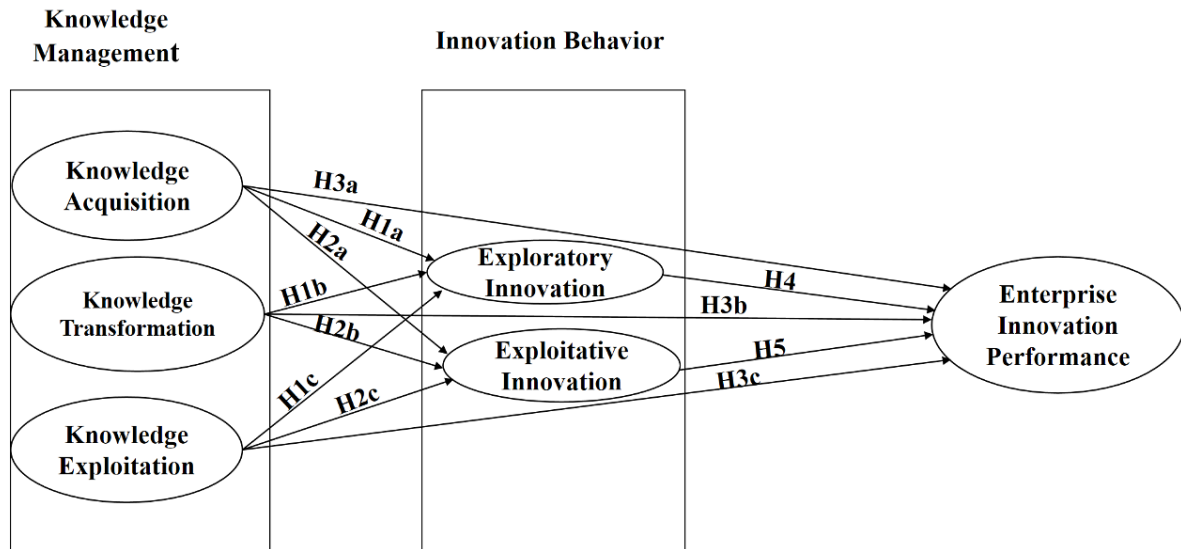 Knowledge
Management
Innovation Behavior
Knowledge
Acquisition
H3a
H1a
H2a
Exploratory
Innovation
H4
Knowledge
Transformation
H1b
H3b
H2b
Enterprise
Innovation
Performance
Exploitative
Innovation
H5
H3c
H1c
H2c
Knowledge
Exploitation